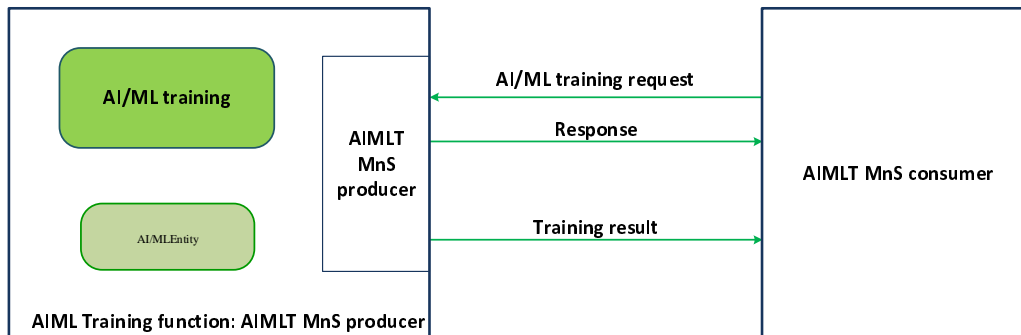 AI/ML training
AI/MLEntity
AIMLT
MnS
producer
AIML Training function: AIMLT MnS producer
AI/ML training request
Response
Training result
AIMLT MnS consumer